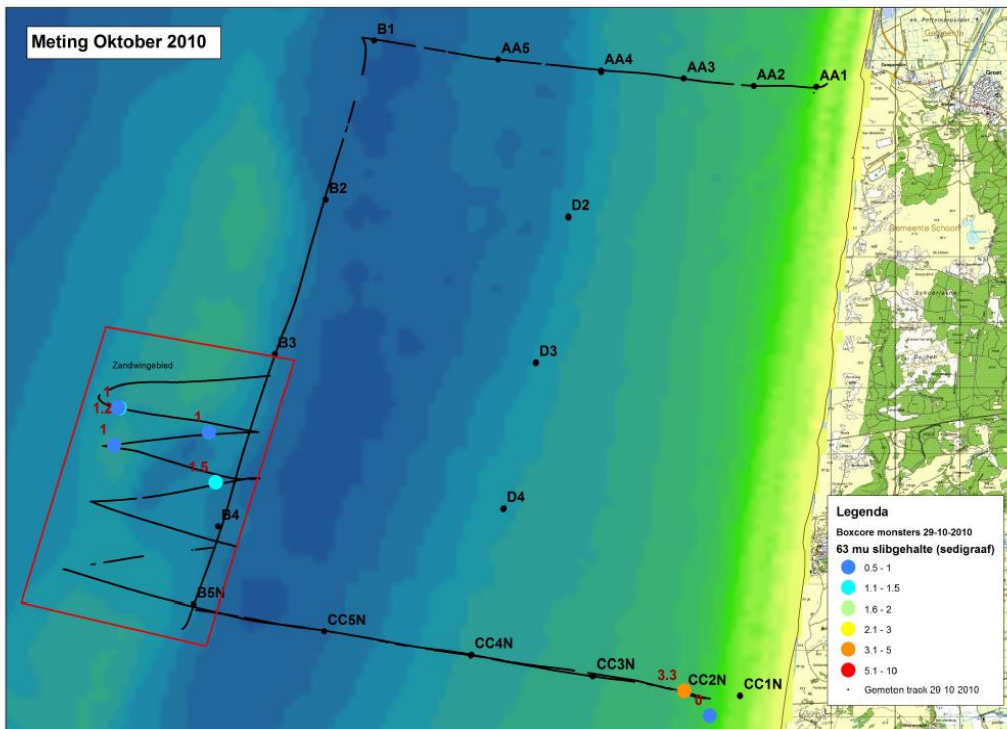 Meting Oktober 2010
B1
AA5
AA4
AA3
AA2
AA1
Groet
B2
D2
Gemeente Schoorl
B3
D3
Zandwingebied
1
1.2
1
1
1.5
D4
B4
B5N
CC5N
CC4N
CC3N
3.3
CC2N
0
CC1N
Legenda
Boxcore monsters 29-10-2010
63 mu slibgehalte (sedigraaf)
0.5 - 1
1.1 - 1.5
1.6 - 2
2.1 - 3
3.1 - 5
5.1 - 10
Gemeten track 29 10 2010